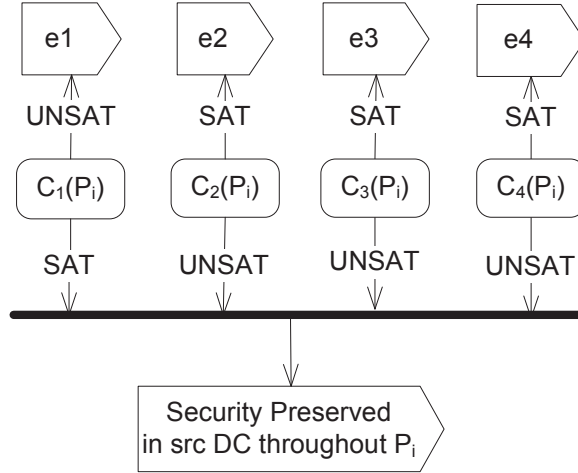 e1 e2 e3 e4
UNSAT SAT SAT SAT
C₁(Pᵢ) C₂(Pᵢ) C₃(Pᵢ) C₄(Pᵢ)
SAT UNSAT UNSAT UNSAT
Security Preserved
in src DC throughout Pᵢ